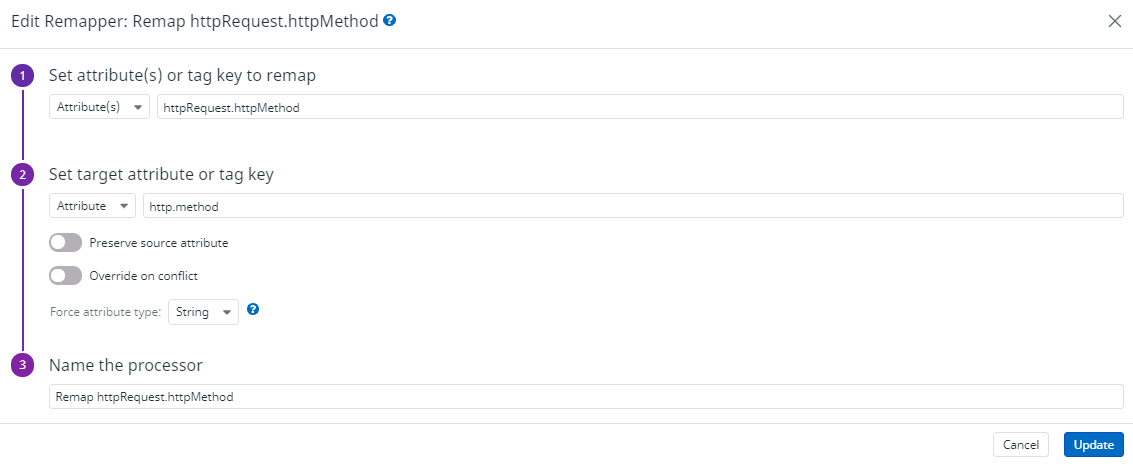 Edit Remapper: Remap httpRequest.httpMethod ?
1 Set attribute(s) or tag key to remap
Attribute(s) httpRequest.httpMethod
2 Set target attribute or tag key
Attribute http.method
Preserve source attribute
Override on conflict
Force attribute type: String ?
3 Name the processor
Remap httpRequest.httpMethod
Cancel Update